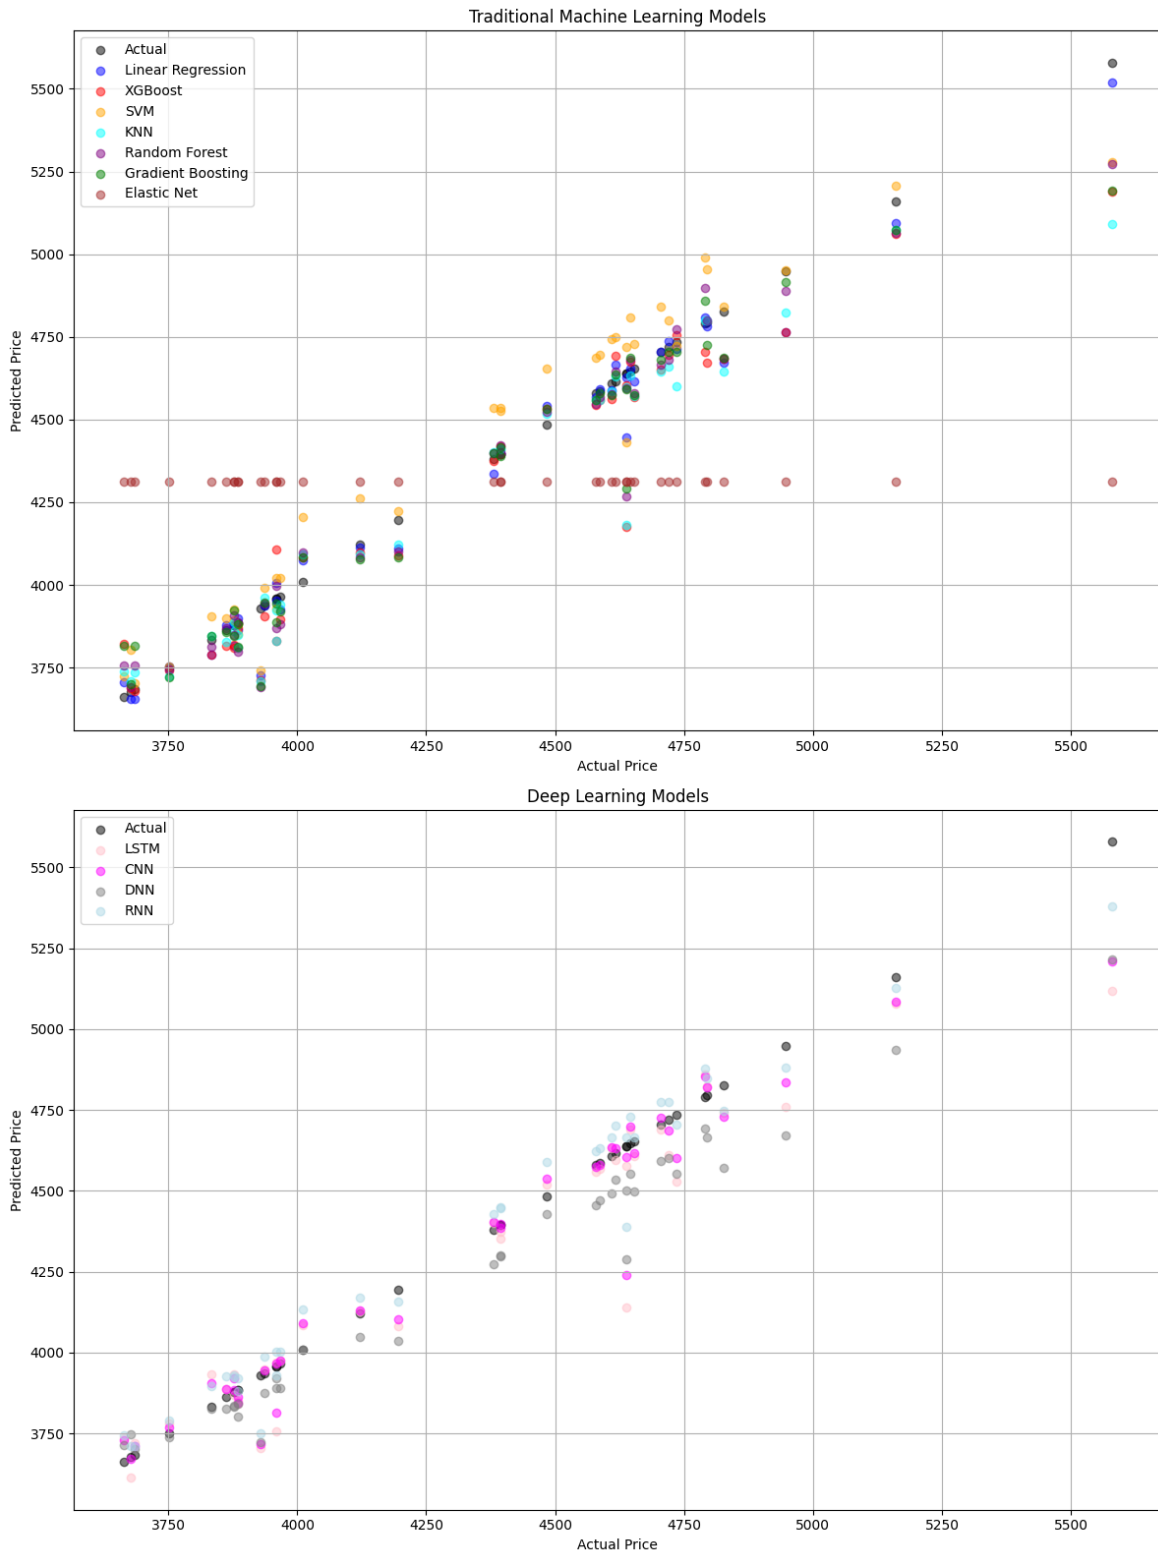 Traditional Machine Learning Models
Actual
Linear Regression
XGBoost
SVM
KNN
Random Forest
Gradient Boosting
Elastic Net
5500
5250
5000
4750
4500
4250
4000
3750
Predicted Price
3750 4000 4250 4500 4750 5000 5250 5500
Actual Price
Deep Learning Models
Actual
LSTM
CNN
DNN
RNN
5500
5250
5000
4750
4500
4250
4000
3750
Predicted Price
3750 4000 4250 4500 4750 5000 5250 5500
Actual Price